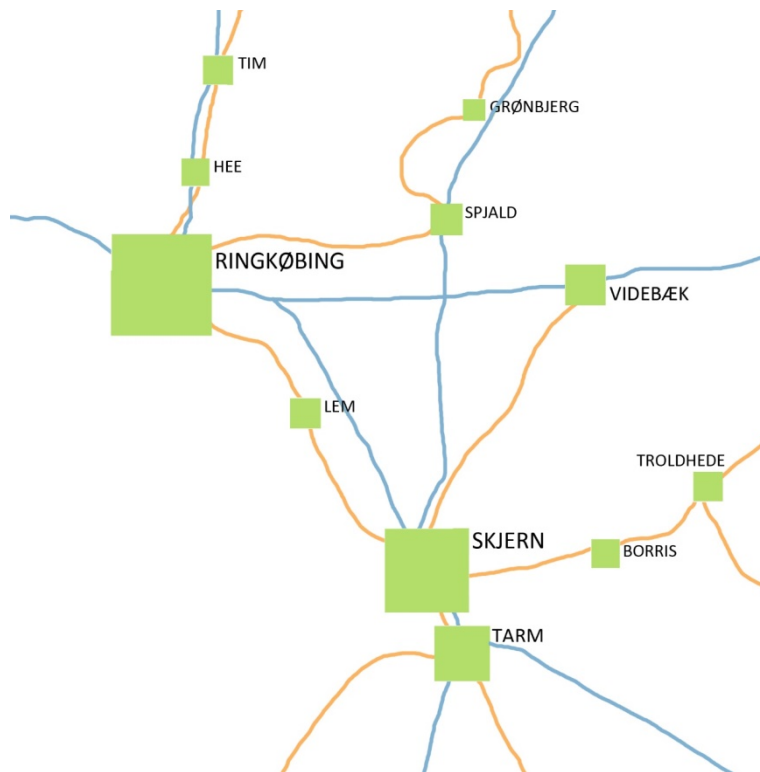 TIM
GRØNBJERG
HEE
SPJALD
RINGKØBING
VIDEBÆK
LEM
TROLDHEDE
SKJERN
BORRIS
TARM